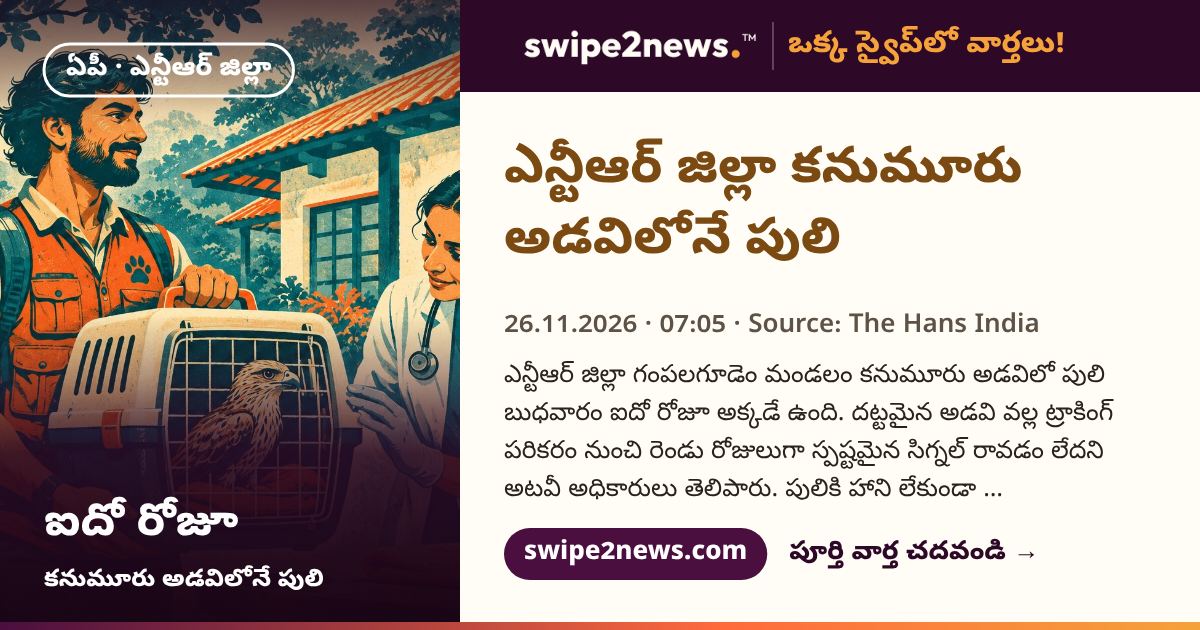 ఏపీ · ఎన్టీఆర్ జిల్లా
swipe2news.™
ఒక్క స్వైప్‌లో వార్తలు!
ఎన్టీఆర్ జిల్లా కనుమూరు
అడవిలోనే పులి
26.11.2026 · 07:05 · Source: The Hans India
ఎన్టీఆర్ జిల్లా గంపలగూడెం మండలం కనుమూరు అడవిలో పులి
బుధవారం ఐదో రోజూ అక్కడే ఉంది. దట్టమైన అడవి వల్ల ట్రాకింగ్
పరికరం నుంచి రెండు రోజులుగా స్పష్టమైన సిగ్నల్ రావడం లేదని
అటవీ అధికారులు తెలిపారు. పులికి హాని లేకుండా ...
ఐదో రోజూ
కనుమూరు అడవిలోనే పులి
swipe2news.com
పూర్తి వార్త చదవండి →